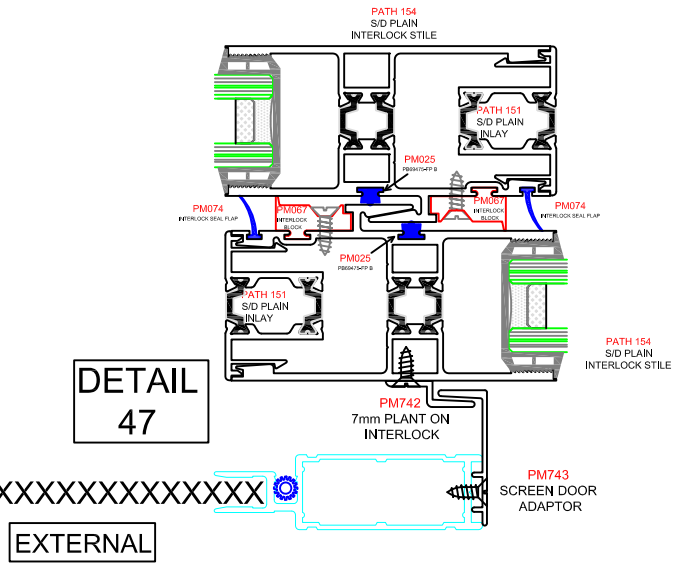 PATH 154
S/D PLAIN
INTERLOCK STILE
PATH 151
S/D PLAIN
INLAY
PM025
PB69475-FP B
PM074
INTERLOCK SEAL FLAP
PM067
INTERLOCK
BLOCK
PM067
INTERLOCK
BLOCK
PM074
INTERLOCK SEAL FLAP
PM025
PB69475-FP B
PATH 151
S/D PLAIN
INLAY
PATH 154
S/D PLAIN
INTERLOCK STILE
DETAIL
47
PM742
7mm PLANT ON
INTERLOCK
PM743
SCREEN DOOR
ADAPTOR
EXTERNAL